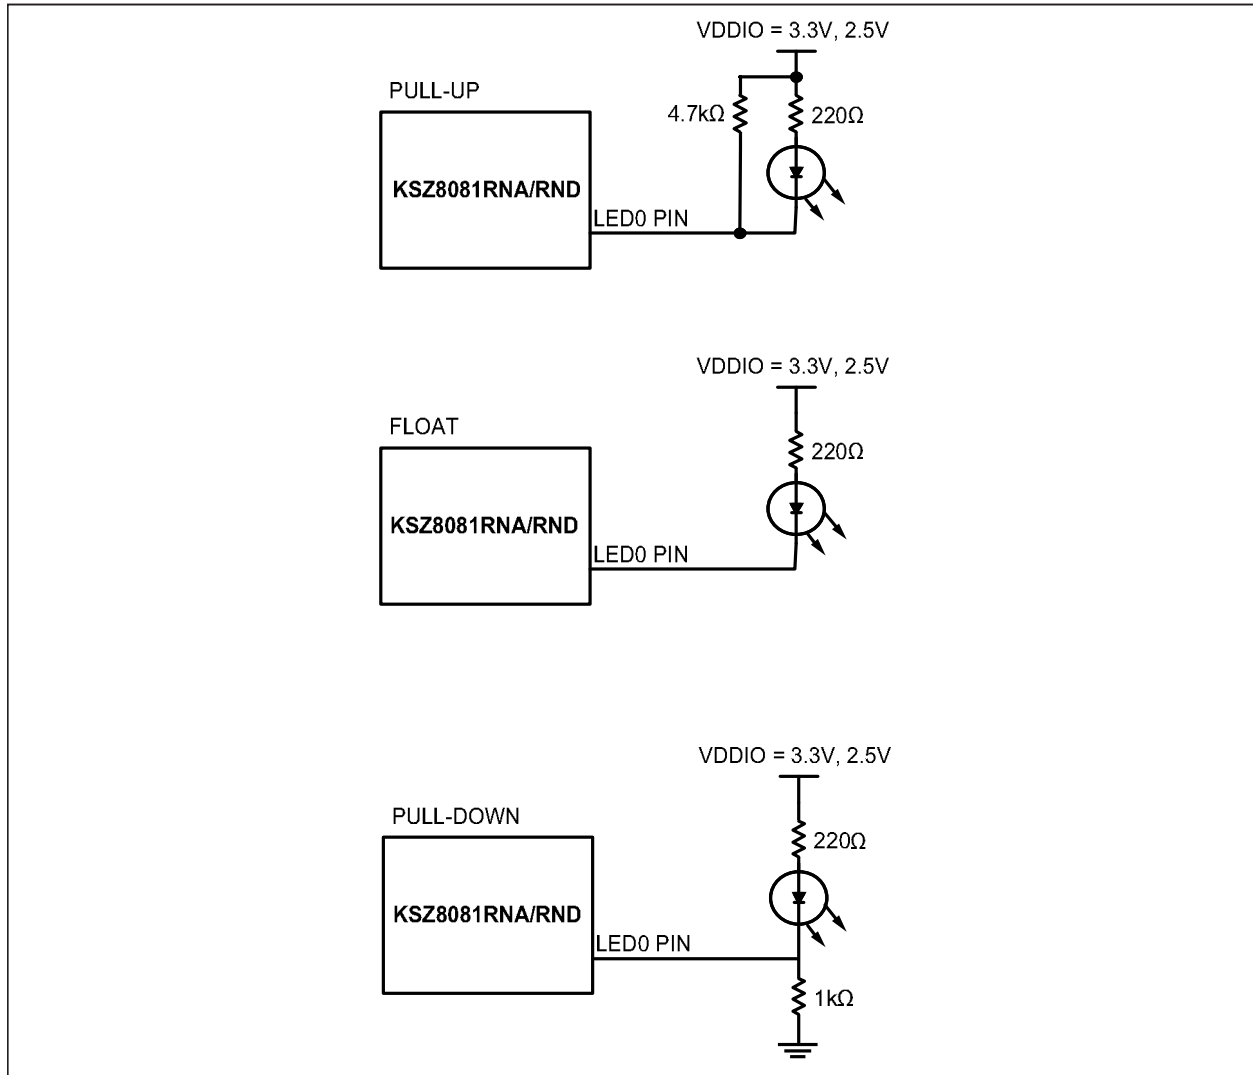 VDDIO = 3.3V, 2.5V
PULL-UP
4.7kΩ
220Ω
KSZ8081RNA/RND
LED0 PIN
VDDIO = 3.3V, 2.5V
FLOAT
220Ω
KSZ8081RNA/RND
LED0 PIN
VDDIO = 3.3V, 2.5V
PULL-DOWN
220Ω
KSZ8081RNA/RND
LED0 PIN
1kΩ